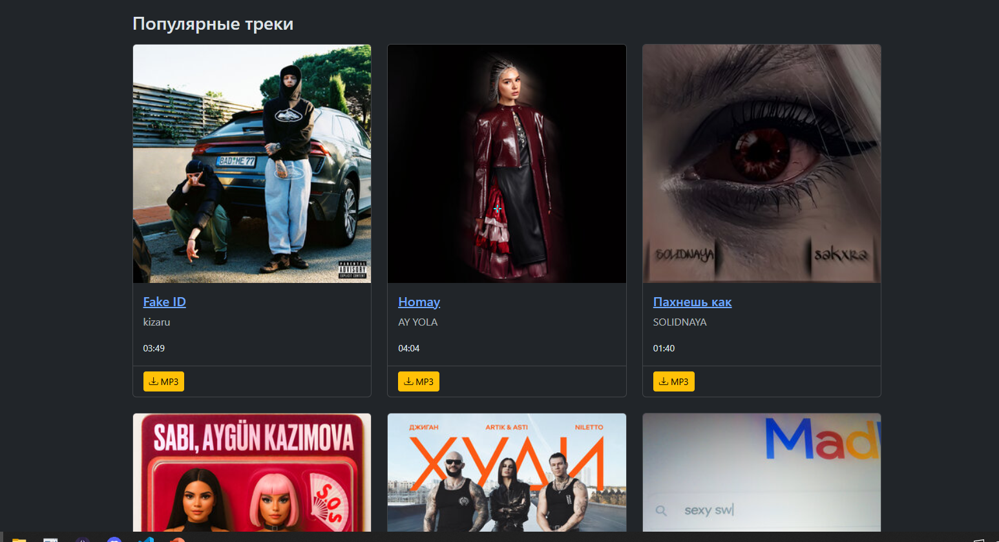 Популярные треки
BAD ME 77
PARENTAL
ADVISORY
EXPLICIT CONTENT
SOLIDNAYA
səkxrə
Fake ID
kizaru
03:49
MP3
Homay
AY YOLA
04:04
MP3
Пахнешь как
SOLIDNAYA
01:40
MP3
SABI, AYGÜN KAZIMOVA
S.O.S
ДЖИГАН
ARTIK & ASTI
NILETTO
ХУЛИ
Mad
sexy sw